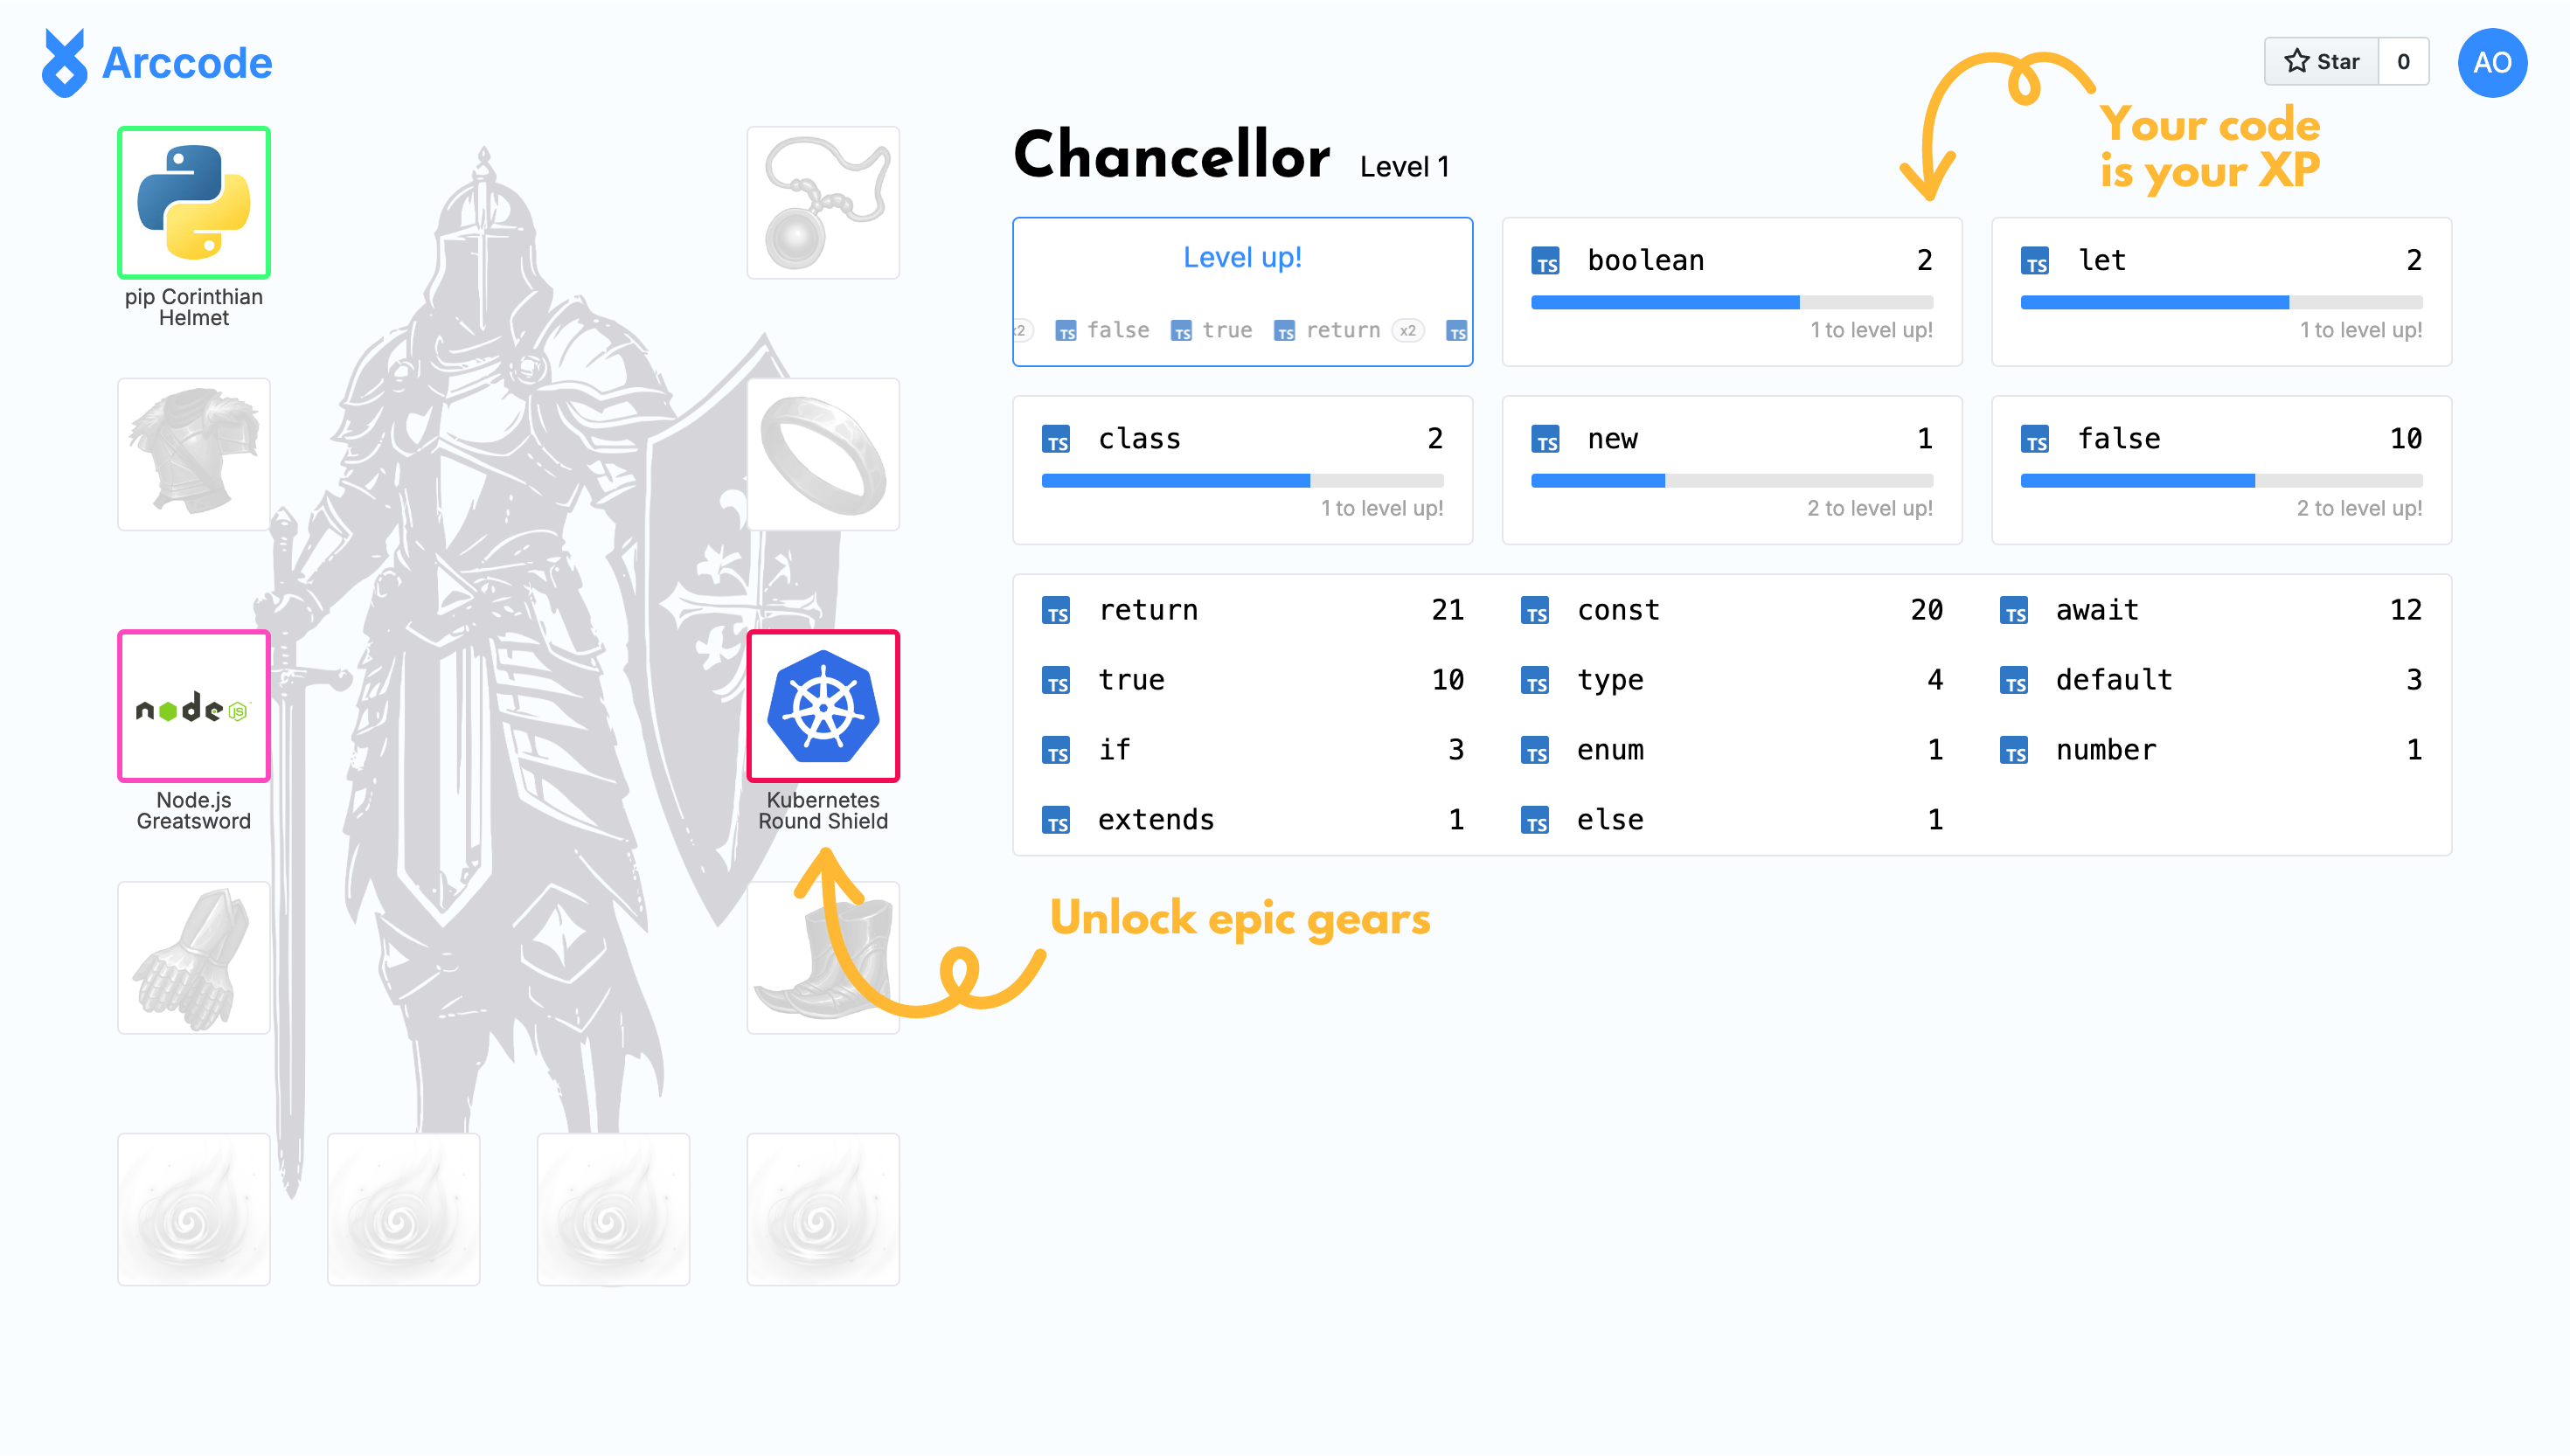 Arccode
Star 0
AO
Your code
is your XP
pip Corinthian
Helmet
Node.js
Greatsword
Kubernetes
Round Shield
Unlock epic gears
Chancellor Level 1
Level up!
x2 TS false TS true TS return x2 TS
TS boolean 2
1 to level up!
TS let 2
1 to level up!
TS class 2
1 to level up!
TS new 1
2 to level up!
TS false 10
2 to level up!
TS return 21
TS const 20
TS await 12
TS true 10
TS type 4
TS default 3
TS if 3
TS enum 1
TS number 1
TS extends 1
TS else 1
node JS